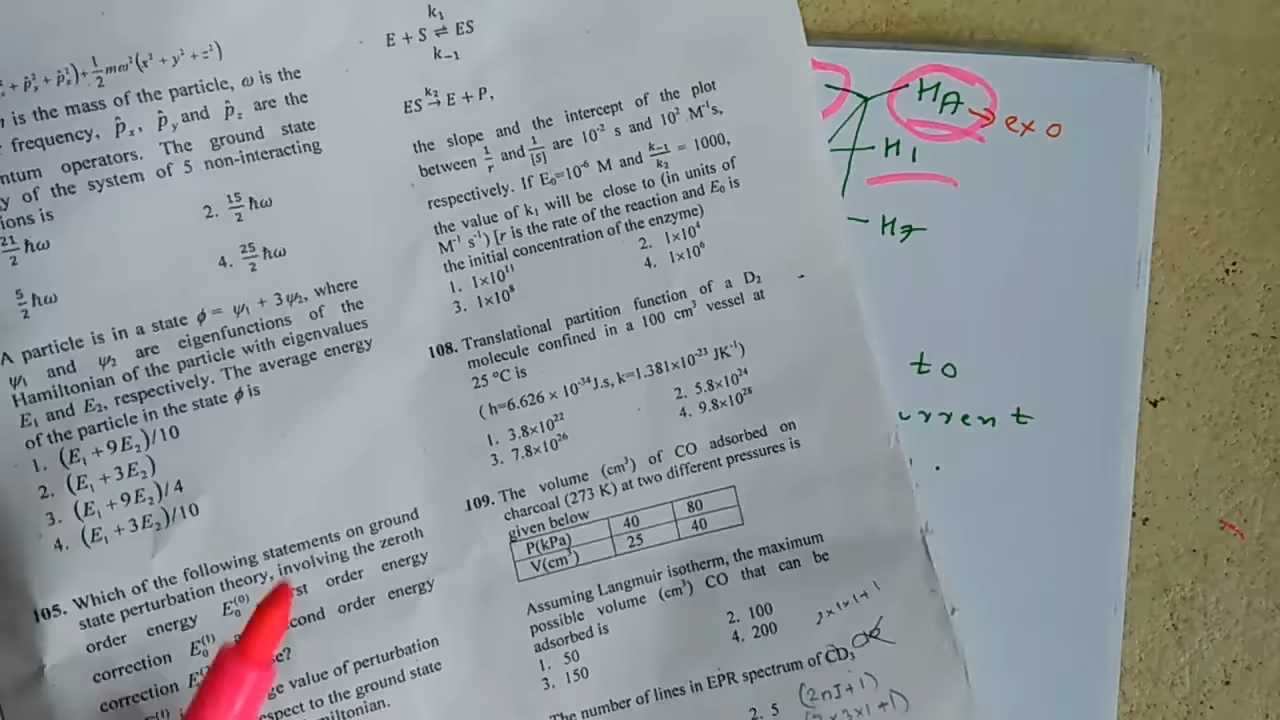 + p̂²_y + p̂²_z) + 1/2 mω²(x² + y² + z²)
is the mass of the particle, ω is the
frequency, p̂_x, p̂_y and p̂_z are the
ntum operators. The ground state
y of the system of 5 non-interacting
ions is
21/2 ħω
2. 15/2 ħω
5/2 ħω
4. 25/2 ħω
A particle is in a state ϕ = ψ₁ + 3ψ₂, where
ψ₁ and ψ₂ are eigenfunctions of the
Hamiltonian of the particle with eigenvalues
E₁ and E₂, respectively. The average energy
of the particle in the state ϕ is
1. (E₁ +9E₂)/10
2. (E₁ +3E₂)
3. (E₁ +9E₂)/4
4. (E₁ +3E₂)/10
105. Which of the following statements on ground
state perturbation theory, involving the zeroth
order energy E₀⁽⁰⁾ order energy
correction E₀⁽¹⁾ order energy
correction
value of perturbation
respect to the ground state
k₁
E + S ⇌ ES
k₋₁
ES →k₂ E + P,
the slope and the intercept of the plot
between 1/r and 1/[S] are 10⁻² s and 10² M⁻¹s,
respectively. If E₀=10⁻⁶ M and k₋₁/k₂ = 1000,
the value of k₁ will be close to (in units of
M⁻¹ s⁻¹) [r is the rate of the reaction and E₀ is
the initial concentration of the enzyme)
1. 1×10¹¹
2. 1×10⁴
3. 1×10⁸
4. 1×10⁶
108. Translational partition function of a D₂
molecule confined in a 100 cm³ vessel at
25 °C is
( h=6.626 × 10⁻³⁴J.s, k=1.381×10⁻²³ JK⁻¹)
1. 3.8×10²²
2. 5.8×10²⁴
3. 7.8×10²⁶
4. 9.8×10²⁸
109. The volume (cm³) of CO adsorbed on
charcoal (273 K) at two different pressures is
given below
P(kPa) 40 80
V(cm³) 25 40
Assuming Langmuir isotherm, the maximum
possible volume (cm³) CO that can be
adsorbed is
1. 50
2. 100
3. 150
4. 200
number of lines in EPR spectrum of CD₃
2. 5
(2nI+1)
HA → exo
H1
H7
to
urrent